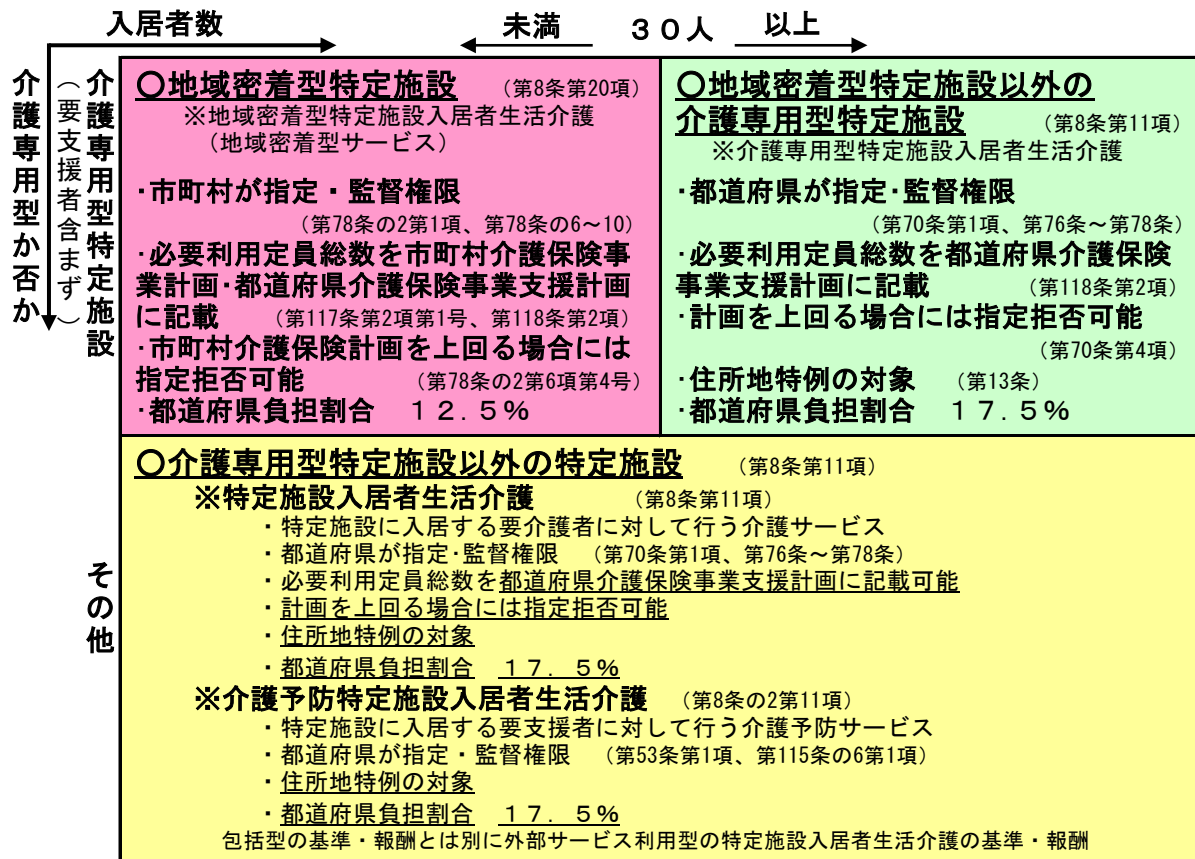 入居者数
未満 ３０人 以上
介護専用型か否か
介護専用型特定施設
（要支援者含まず）
〇地域密着型特定施設 （第8条第20項）
※地域密着型特定施設入居者生活介護
（地域密着型サービス）
・市町村が指定・監督権限
（第78条の2第1項、第78条の6～10）
・必要利用定員総数を市町村介護保険事
業計画・都道府県介護保険事業支援計画
に記載 （第117条第2項第1号、第118条第2項）
・市町村介護保険計画を上回る場合には
指定拒否可能 （第78条の2第6項第4号）
・都道府県負担割合 １２．５％
〇地域密着型特定施設以外の
介護専用型特定施設 （第8条第11項）
※介護専用型特定施設入居者生活介護
・都道府県が指定・監督権限
（第70条第1項、第76条～第78条）
・必要利用定員総数を都道府県介護保険
事業支援計画に記載 （第118条第2項）
・計画を上回る場合には指定拒否可能
（第70条第4項）
・住所地特例の対象 （第13条）
・都道府県負担割合 １７．５％
その他
〇介護専用型特定施設以外の特定施設 （第8条第11項）
※特定施設入居者生活介護 （第8条第11項）
・特定施設に入居する要介護者に対して行う介護サービス
・都道府県が指定・監督権限 （第70条第1項、第76条～第78条）
・必要利用定員総数を都道府県介護保険事業支援計画に記載可能
・計画を上回る場合には指定拒否可能
・住所地特例の対象
・都道府県負担割合 １７．５％
※介護予防特定施設入居者生活介護 （第8条の2第11項）
・特定施設に入居する要支援者に対して行う介護予防サービス
・都道府県が指定・監督権限 （第53条第1項、第115条の6第1項）
・住所地特例の対象
・都道府県負担割合 １７．５％
包括型の基準・報酬とは別に外部サービス利用型の特定施設入居者生活介護の基準・報酬